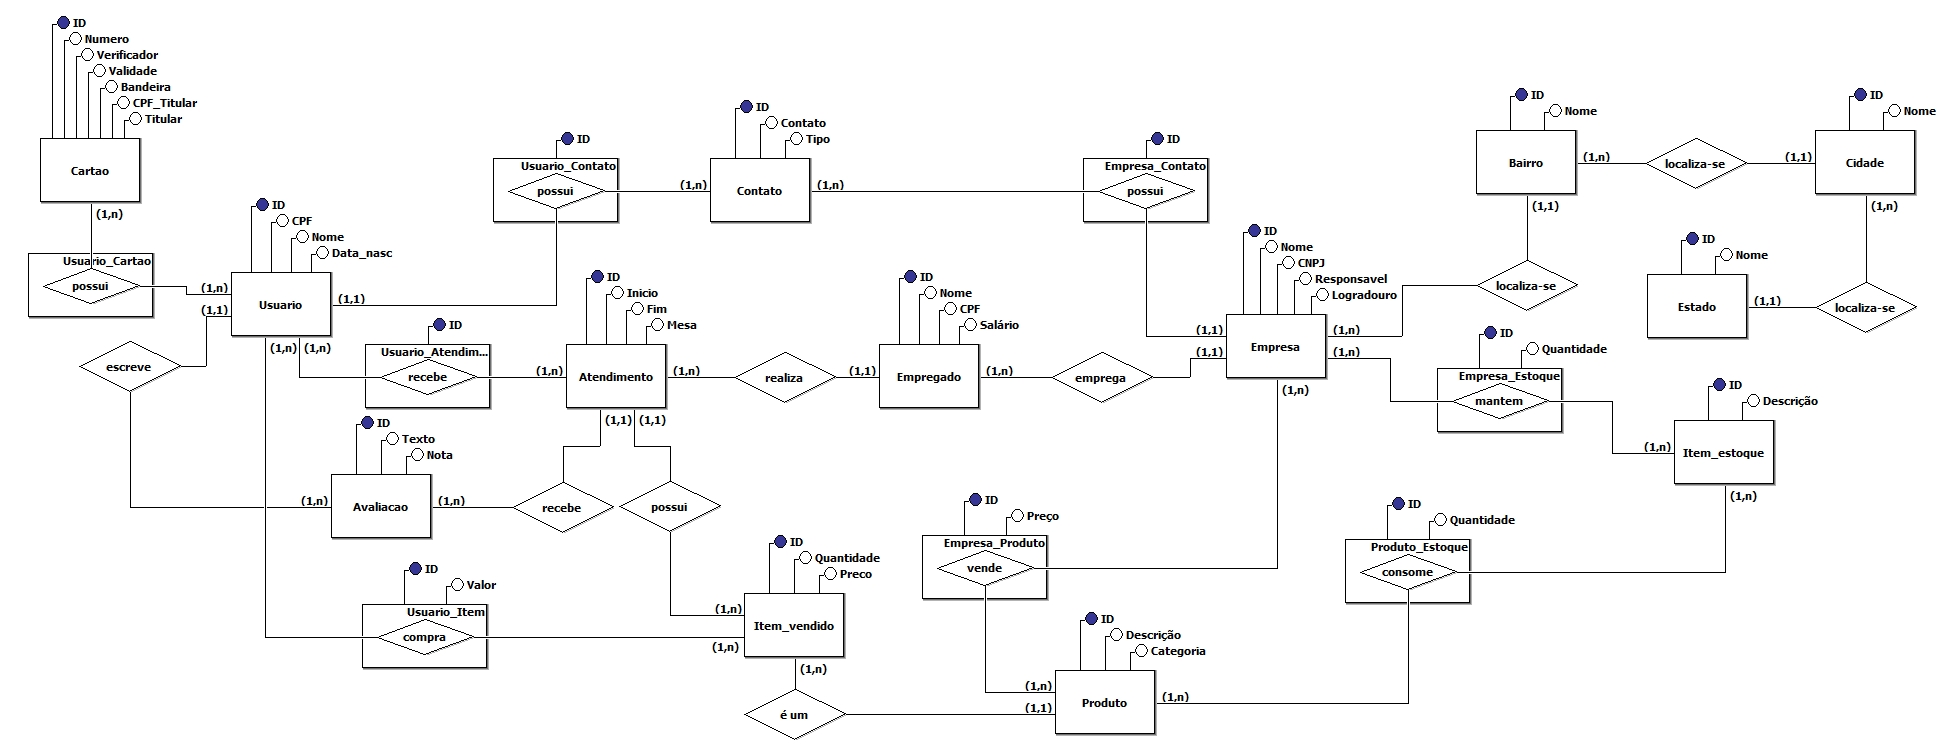 ID
Numero
Verificador
Validade
Bandeira
CPF_Titular
Titular
Cartao
(1,n)
Usuario_Cartao
possui
(1,n)
(1,1)
ID
CPF
Nome
Data_nasc
Usuario
(1,1)
(1,n)
(1,n)
escreve
ID
Usuario_Contato
possui
(1,n)
ID
Contato
Tipo
Contato
(1,n)
ID
Empresa_Contato
possui
ID
Usuario_Atendim...
recebe
(1,n)
ID
Inicio
Fim
Mesa
Atendimento
(1,n)
(1,1)
(1,1)
realiza
(1,1)
ID
Nome
CPF
Salário
Empregado
(1,n)
emprega
(1,1)
(1,1)
ID
Nome
CNPJ
Responsavel
Logradouro
Empresa
(1,n)
(1,n)
(1,n)
ID
Nome
Bairro
(1,n)
(1,1)
localiza-se
(1,1)
ID
Nome
Cidade
(1,n)
localiza-se
ID
Nome
Estado
(1,1)
localiza-se
ID
Quantidade
Empresa_Estoque
mantem
(1,n)
ID
Descrição
Item_estoque
(1,n)
ID
Texto
Nota
(1,n)
Avaliacao
(1,n)
recebe
possui
ID
Valor
Usuario_Item
compra
ID
Quantidade
Preco
(1,n)
Item_vendido
(1,n)
(1,n)
é um
ID
Preço
Empresa_Produto
vende
ID
Quantidade
Produto_Estoque
consome
ID
Descrição
Categoria
(1,n)
(1,1)
Produto
(1,n)